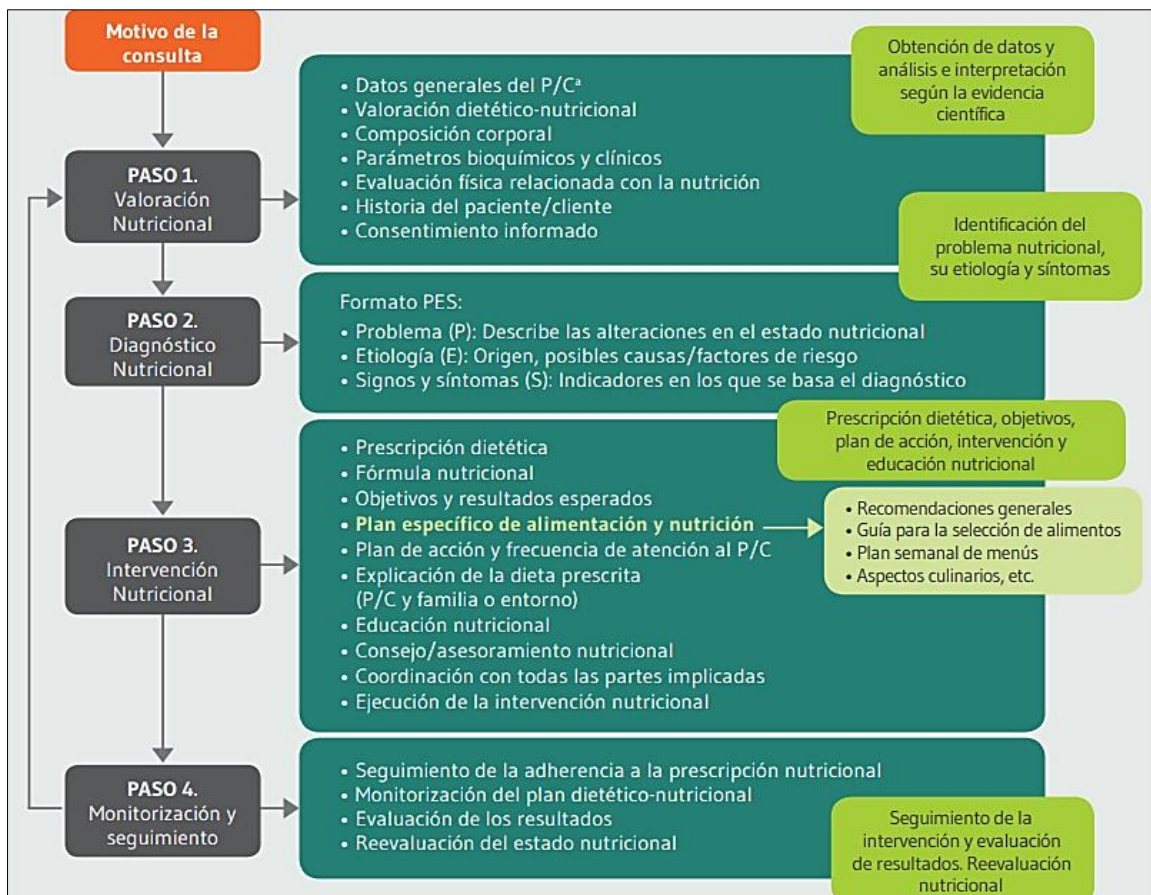 Motivo de la
consulta
• Datos generales del P/Cª
• Valoración dietético-nutricional
• Composición corporal
• Parámetros bioquímicos y clínicos
• Evaluación física relacionada con la nutrición
• Historia del paciente/cliente
• Consentimiento informado
Obtención de datos y
análisis e interpretación
según la evidencia
científica
PASO 1.
Valoración
Nutricional
Identificación del
problema nutricional,
su etiología y síntomas
PASO 2.
Diagnóstico
Nutricional
Formato PES:
• Problema (P): Describe las alteraciones en el estado nutricional
• Etiología (E): Origen, posibles causas/factores de riesgo
• Signos y síntomas (S): Indicadores en los que se basa el diagnóstico
Prescripción dietética, objetivos,
plan de acción, intervención y
educación nutricional
PASO 3.
Intervención
Nutricional
• Prescripción dietética
• Fórmula nutricional
• Objetivos y resultados esperados
• Plan específico de alimentación y nutrición
• Plan de acción y frecuencia de atención al P/C
• Explicación de la dieta prescrita
(P/C y familia o entorno)
• Educación nutricional
• Consejo/asesoramiento nutricional
• Coordinación con todas las partes implicadas
• Ejecución de la intervención nutricional
• Recomendaciones generales
• Guía para la selección de alimentos
• Plan semanal de menús
• Aspectos culinarios, etc.
PASO 4.
Monitorización y
seguimiento
• Seguimiento de la adherencia a la prescripción nutricional
• Monitorización del plan dietético-nutricional
• Evaluación de los resultados
• Reevaluación del estado nutricional
Seguimiento de la
intervención y evaluación
de resultados. Reevaluación
nutricional